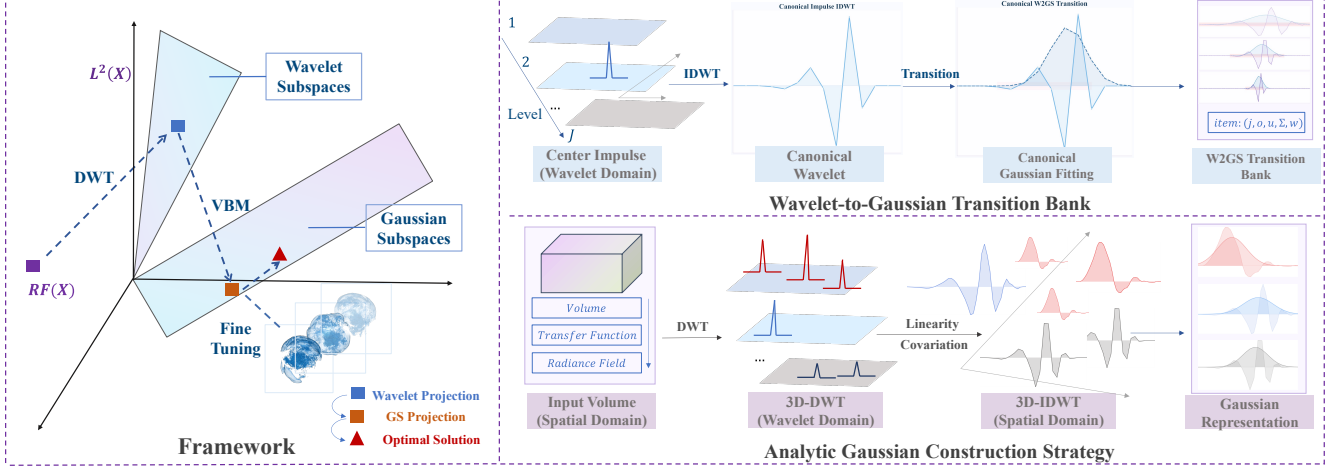 L²(X)
Wavelet
Subspaces
DWT
VBM
Gaussian
Subspaces
RF(X)
Fine
Tuning
Wavelet Projection
GS Projection
Optimal Solution
Framework
1
2
...
Level
J
Center Impulse
(Wavelet Domain)
IDWT
Canonical Impulse IDWT
Canonical
Wavelet
Transition
Canonical W2GS Transition
Canonical
Gaussian Fitting
item: (j, o, u, Σ, w)
W2GS Transition
Bank
Wavelet-to-Gaussian Transition Bank
Volume
Transfer Function
Radiance Field
Input Volume
(Spatial Domain)
DWT
...
3D-DWT
(Wavelet Domain)
Linearity
Covariation
3D-IDWT
(Spatial Domain)
Gaussian
Representation
Analytic Gaussian Construction Strategy